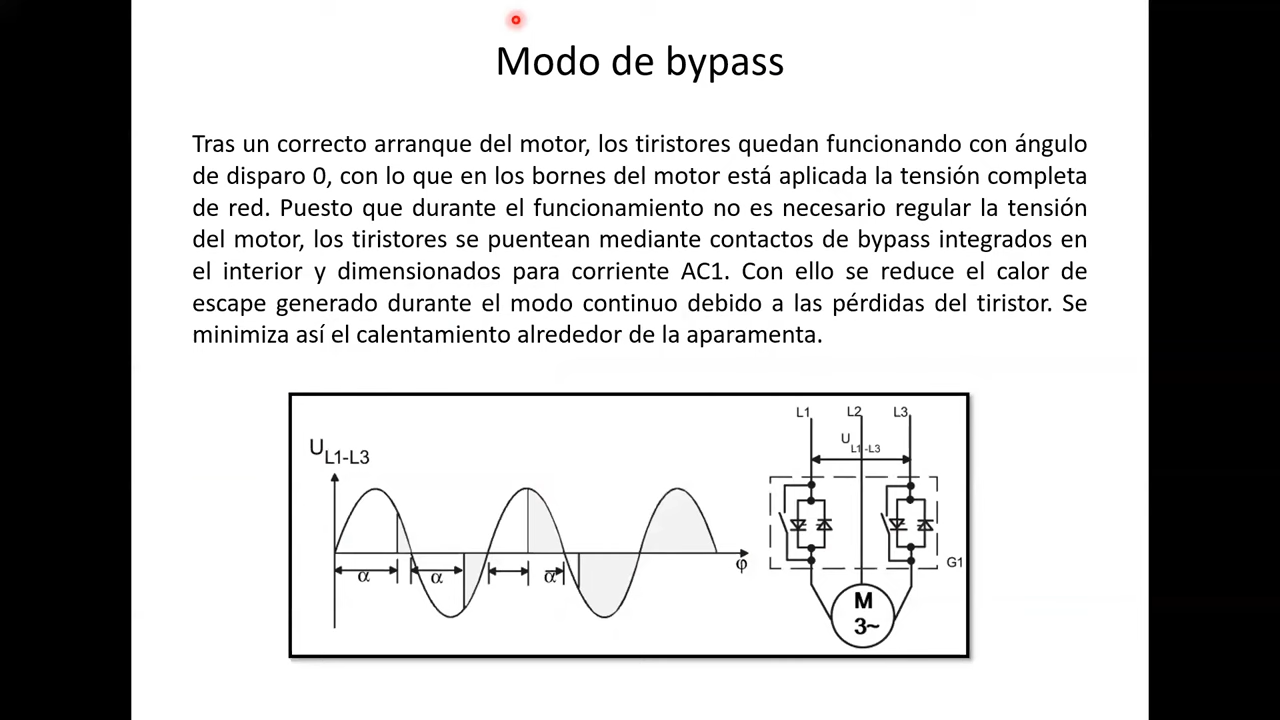 Modo de bypass
Tras un correcto arranque del motor, los tiristores quedan funcionando con ángulo
de disparo 0, con lo que en los bornes del motor está aplicada la tensión completa
de red. Puesto que durante el funcionamiento no es necesario regular la tensión
del motor, los tiristores se puentean mediante contactos de bypass integrados en
el interior y dimensionados para corriente AC1. Con ello se reduce el calor de
escape generado durante el modo continuo debido a las pérdidas del tiristor. Se
minimiza así el calentamiento alrededor de la aparamenta.
U L1-L3
α α α φ
L1 L2 L3
U L1-L3
G1
M
3~